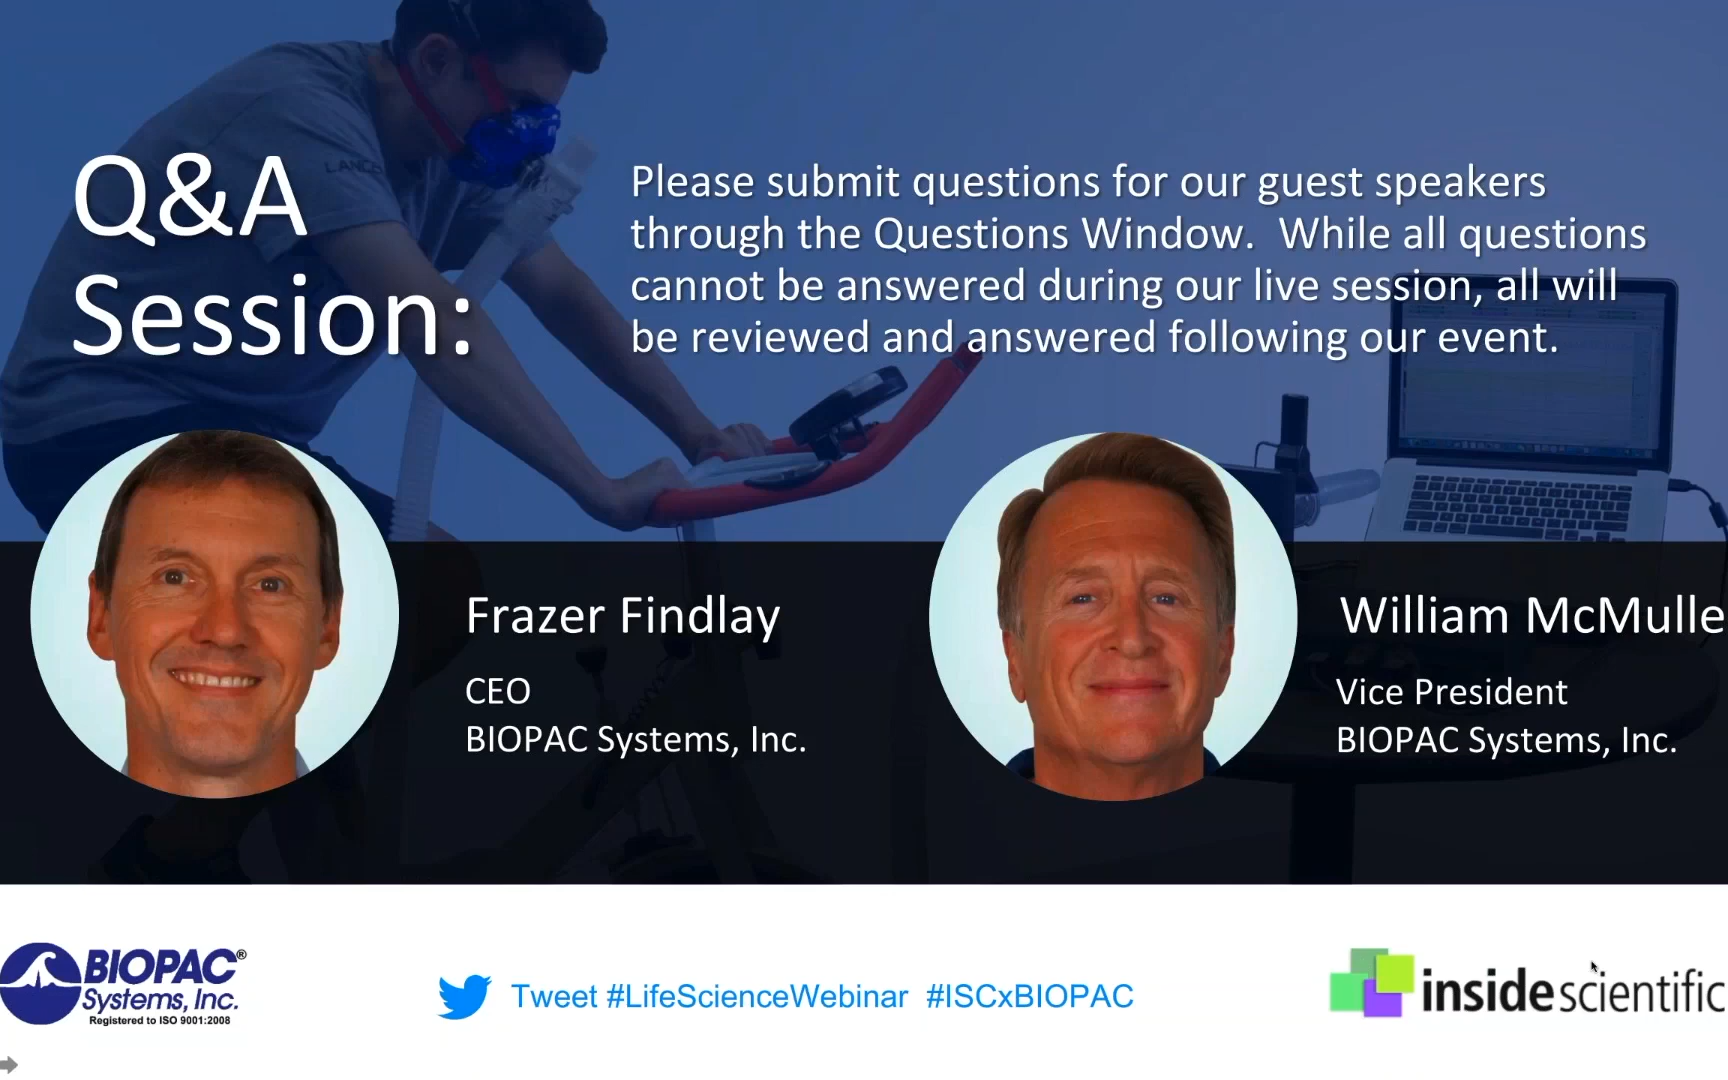 Q&A
Session:
Please submit questions for our guest speakers
through the Questions Window. While all questions
cannot be answered during our live session, all will
be reviewed and answered following our event.
Frazer Findlay
CEO
BIOPAC Systems, Inc.
William McMulle
Vice President
BIOPAC Systems, Inc.
BIOPAC®
Systems, Inc.
Registered to ISO 9001:2008
Tweet #LifeScienceWebinar #ISCxBIOPAC
insidescientific